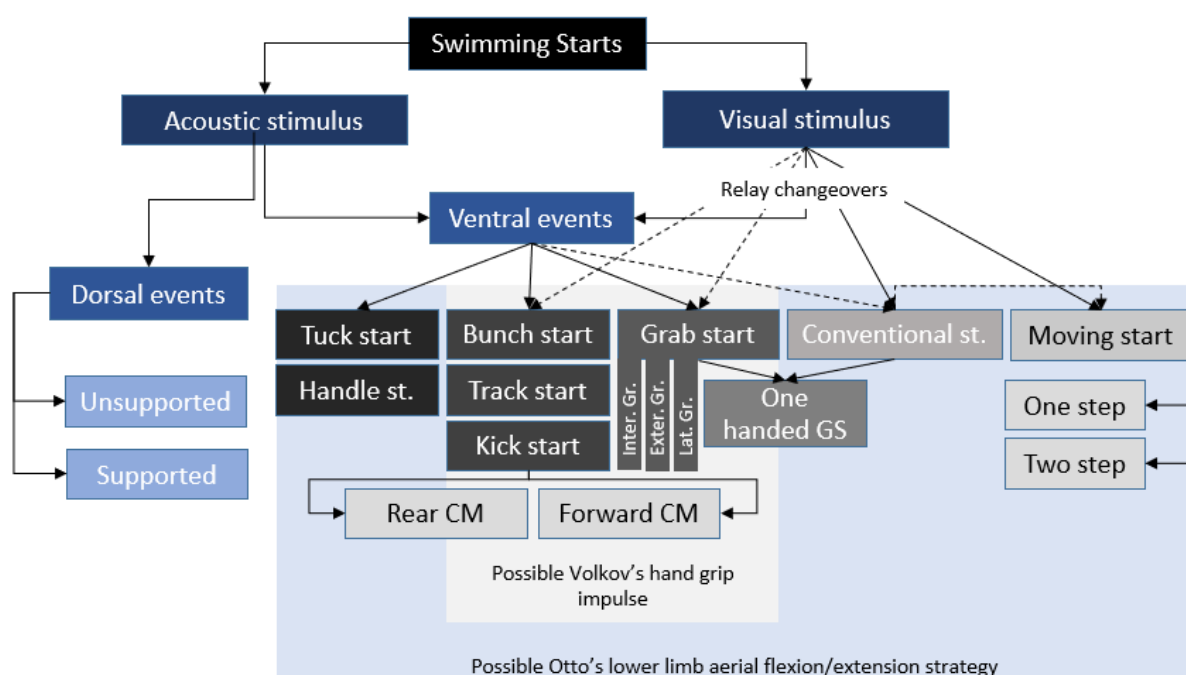 Swimming Starts
Acoustic stimulus
Visual stimulus
Relay changeovers
Ventral events
Dorsal events
Unsupported
Supported
Tuck start
Handle st.
Bunch start
Track start
Kick start
Rear CM
Forward CM
Grab start
Inter. Gr.
Exter. Gr.
Lat. Gr.
Conventional st.
One
handed GS
Moving start
One step
Two step
Possible Volkov's hand grip
impulse
Possible Otto's lower limb aerial flexion/extension strategy